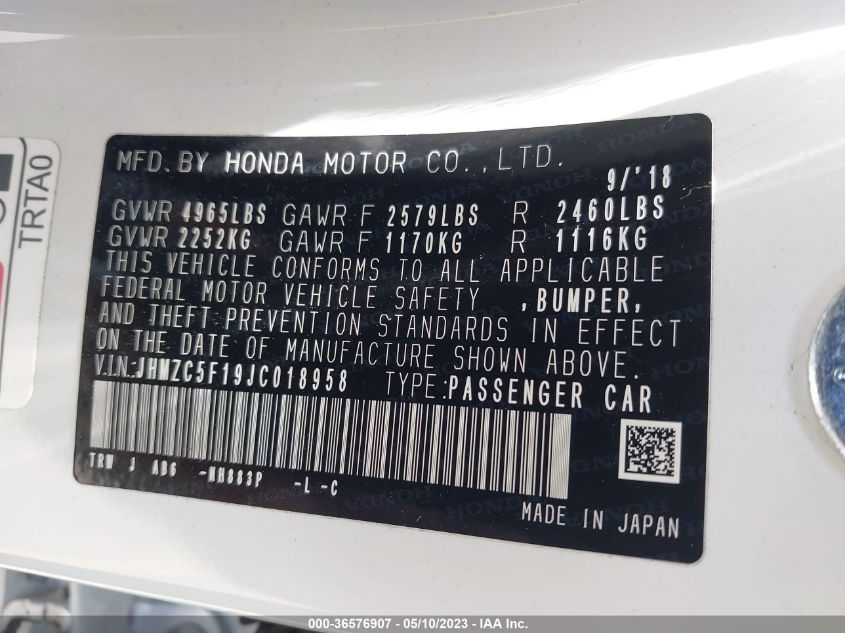 MFD. BY HONDA MOTOR CO.,LTD.
9/'18
GVWR 4965LBS GAWR F 2579LBS R 2460LBS
GVWR 2252KG GAWR F 1170KG R 1116KG
THIS VEHICLE CONFORMS TO ALL APPLICABLE
FEDERAL MOTOR VEHICLE SAFETY ,BUMPER,
AND THEFT PREVENTION STANDARDS IN EFFECT
ON THE DATE OF MANUFACTURE SHOWN ABOVE.
V.I.N:JHMZC5F19JC018958 TYPE:PASSENGER CAR
TRW J AB6 -NH883P -L -C
MADE IN JAPAN
TRTA0
000-36576907 - 05/10/2023 - IAA Inc.